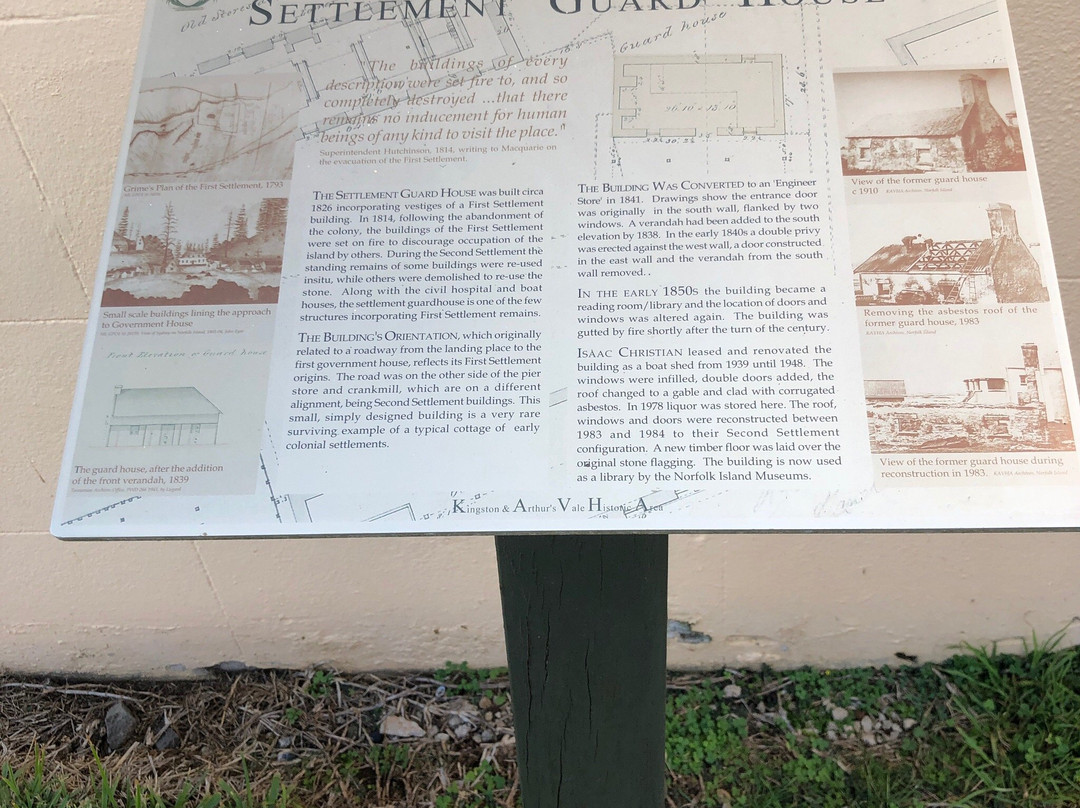 SETTLEMENT GUARD HOUSE
Old Stores
Guard house
"The buildings of every
description were set fire to, and so
completely destroyed ...that there
remains no inducement for human
beings of any kind to visit the place."
Superintendent Hutchinson, 1814, writing to Macquarie on
the evacuation of the First Settlement.
Grime's Plan of the First Settlement, 1793
Small scale buildings lining the approach
to Government House
Front Elevation of Guard house
The guard house, after the addition
of the front verandah, 1839
THE SETTLEMENT GUARD HOUSE was built circa
1826 incorporating vestiges of a First Settlement
building. In 1814, following the abandonment of
the colony, the buildings of the First Settlement
were set on fire to discourage occupation of the
island by others. During the Second Settlement the
standing remains of some buildings were re-used
insitu, while others were demolished to re-use the
stone. Along with the civil hospital and boat
houses, the settlement guardhouse is one of the few
structures incorporating First Settlement remains.
THE BUILDING'S ORIENTATION, which originally
related to a roadway from the landing place to the
first government house, reflects its First Settlement
origins. The road was on the other side of the pier
store and crankmill, which are on a different
alignment, being Second Settlement buildings. This
small, simply designed building is a very rare
surviving example of a typical cottage of early
colonial settlements.
THE BUILDING WAS CONVERTED to an 'Engineer
Store' in 1841. Drawings show the entrance door
was originally in the south wall, flanked by two
windows. A verandah had been added to the south
elevation by 1838. In the early 1840s a double privy
was erected against the west wall, a door constructed
in the east wall and the verandah from the south
wall removed. .
IN THE EARLY 1850s the building became a
reading room/library and the location of doors and
windows was altered again. The building was
gutted by fire shortly after the turn of the century.
ISAAC CHRISTIAN leased and renovated the
building as a boat shed from 1939 until 1948. The
windows were infilled, double doors added, the
roof changed to a gable and clad with corrugated
asbestos. In 1978 liquor was stored here. The roof,
windows and doors were reconstructed between
1983 and 1984 to their Second Settlement
configuration. A new timber floor was laid over the
original stone flagging. The building is now used
as a library by the Norfolk Island Museums.
View of the former guard house
c 1910 KAVHA Archive, Norfolk Island
Removing the asbestos roof of the
former guard house, 1983
KAVHA Archive, Norfolk Island
View of the former guard house during
reconstruction in 1983. KAVHA Archive, Norfolk Island
KINGSTON & ARTHUR'S VALE HISTORIC AREA